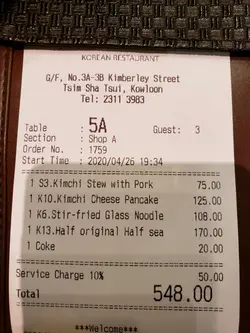 KOREAN RESTAURANT
G/F, No.3A-3B Kimberley Street
Tsim Sha Tsui, Kowloon
Tel: 2311 3983
Table : 5A Guest: 3
Section : Shop A
Order No. : 1759
Start Time : 2020/04/26 19:34
1 S3.Kimchi Stew with Pork 75.00
1 K10.Kimchi Cheese Pancake 125.00
1 K6.Stir-fried Glass Noodle 108.00
1 K13.Half original Half sea 170.00
1 Coke 20.00
Service Charge 10% 50.00
Total 548.00
***Welcome***